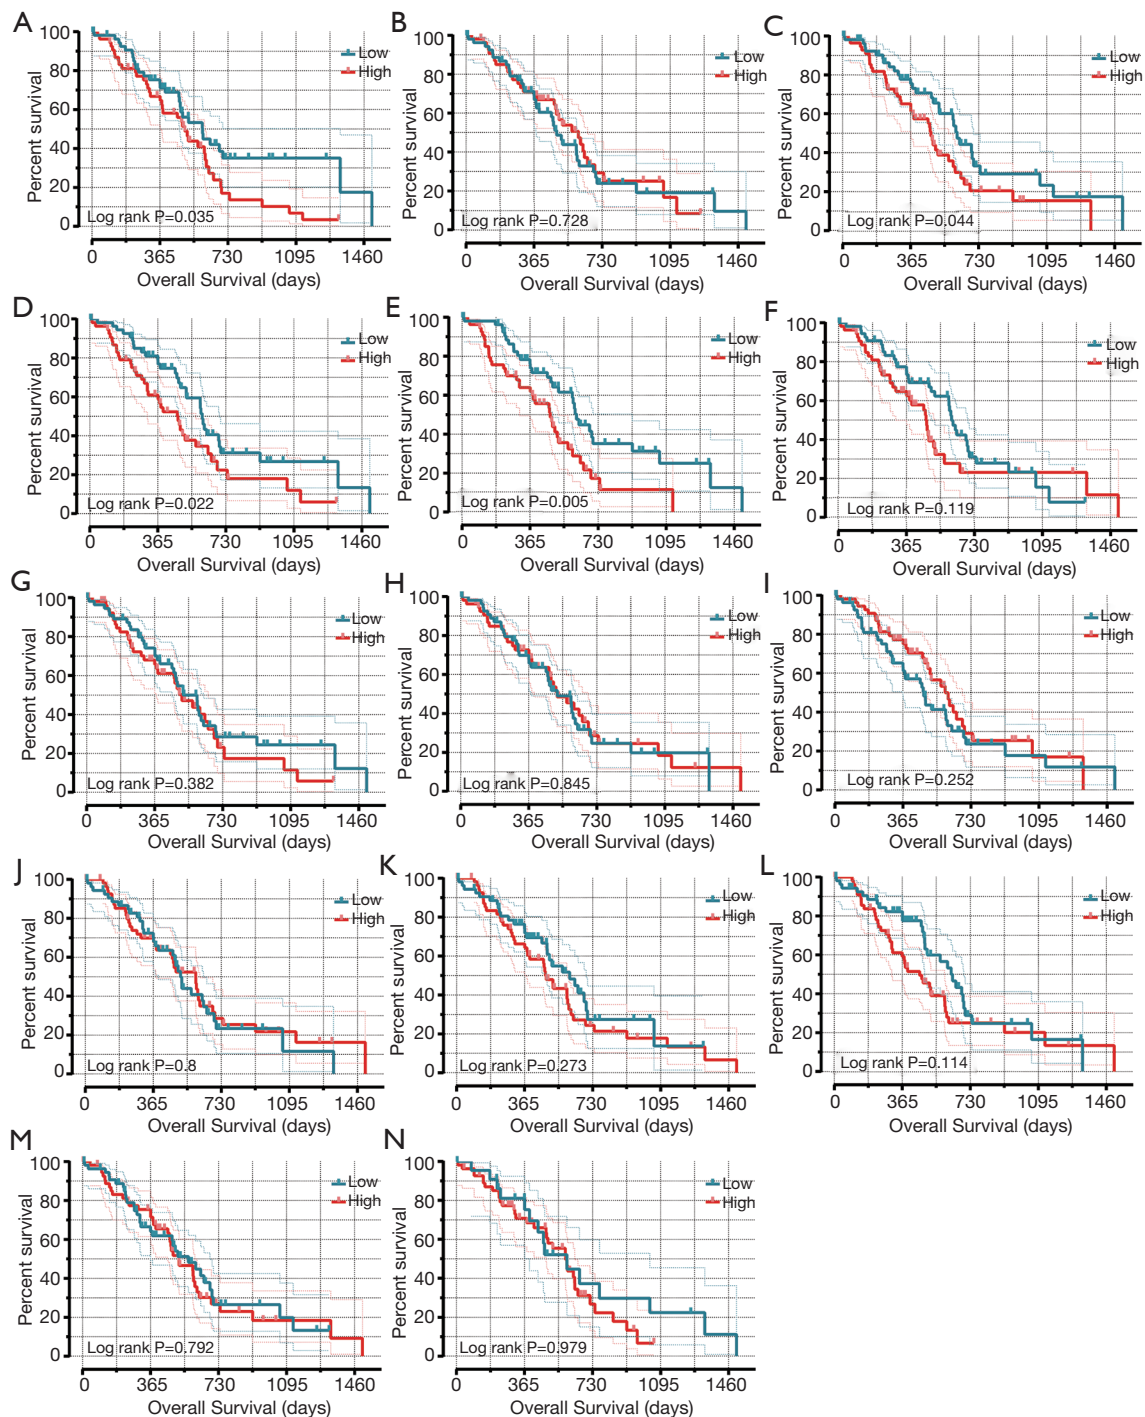 A
Percent survival
100
80
60
40
20
0
Low
High
Log rank P=0.035
0 365 730 1095 1460
Overall Survival (days)
B
Percent survival
100
80
60
40
20
0
Low
High
Log rank P=0.728
0 365 730 1095 1460
Overall Survival (days)
C
Percent survival
100
80
60
40
20
0
Low
High
Log rank P=0.044
0 365 730 1095 1460
Overall Survival (days)
D
Percent survival
100
80
60
40
20
0
Low
High
Log rank P=0.022
0 365 730 1095 1460
Overall Survival (days)
E
Percent survival
100
80
60
40
20
0
Low
High
Log rank P=0.005
0 365 730 1095 1460
Overall Survival (days)
F
Percent survival
100
80
60
40
20
0
Low
High
Log rank P=0.119
0 365 730 1095 1460
Overall Survival (days)
G
Percent survival
100
80
60
40
20
0
Low
High
Log rank P=0.382
0 365 730 1095 1460
Overall Survival (days)
H
Percent survival
100
80
60
40
20
0
Low
High
Log rank P=0.845
0 365 730 1095 1460
Overall Survival (days)
I
Percent survival
100
80
60
40
20
0
Low
High
Log rank P=0.252
0 365 730 1095 1460
Overall Survival (days)
J
Percent survival
100
80
60
40
20
0
Low
High
Log rank P=0.8
0 365 730 1095 1460
Overall Survival (days)
K
Percent survival
100
80
60
40
20
0
Low
High
Log rank P=0.273
0 365 730 1095 1460
Overall Survival (days)
L
Percent survival
100
80
60
40
20
0
Low
High
Log rank P=0.114
0 365 730 1095 1460
Overall Survival (days)
M
Percent survival
100
80
60
40
20
0
Low
High
Log rank P=0.792
0 365 730 1095 1460
Overall Survival (days)
N
Percent survival
100
80
60
40
20
0
Low
High
Log rank P=0.979
0 365 730 1095 1460
Overall Survival (days)